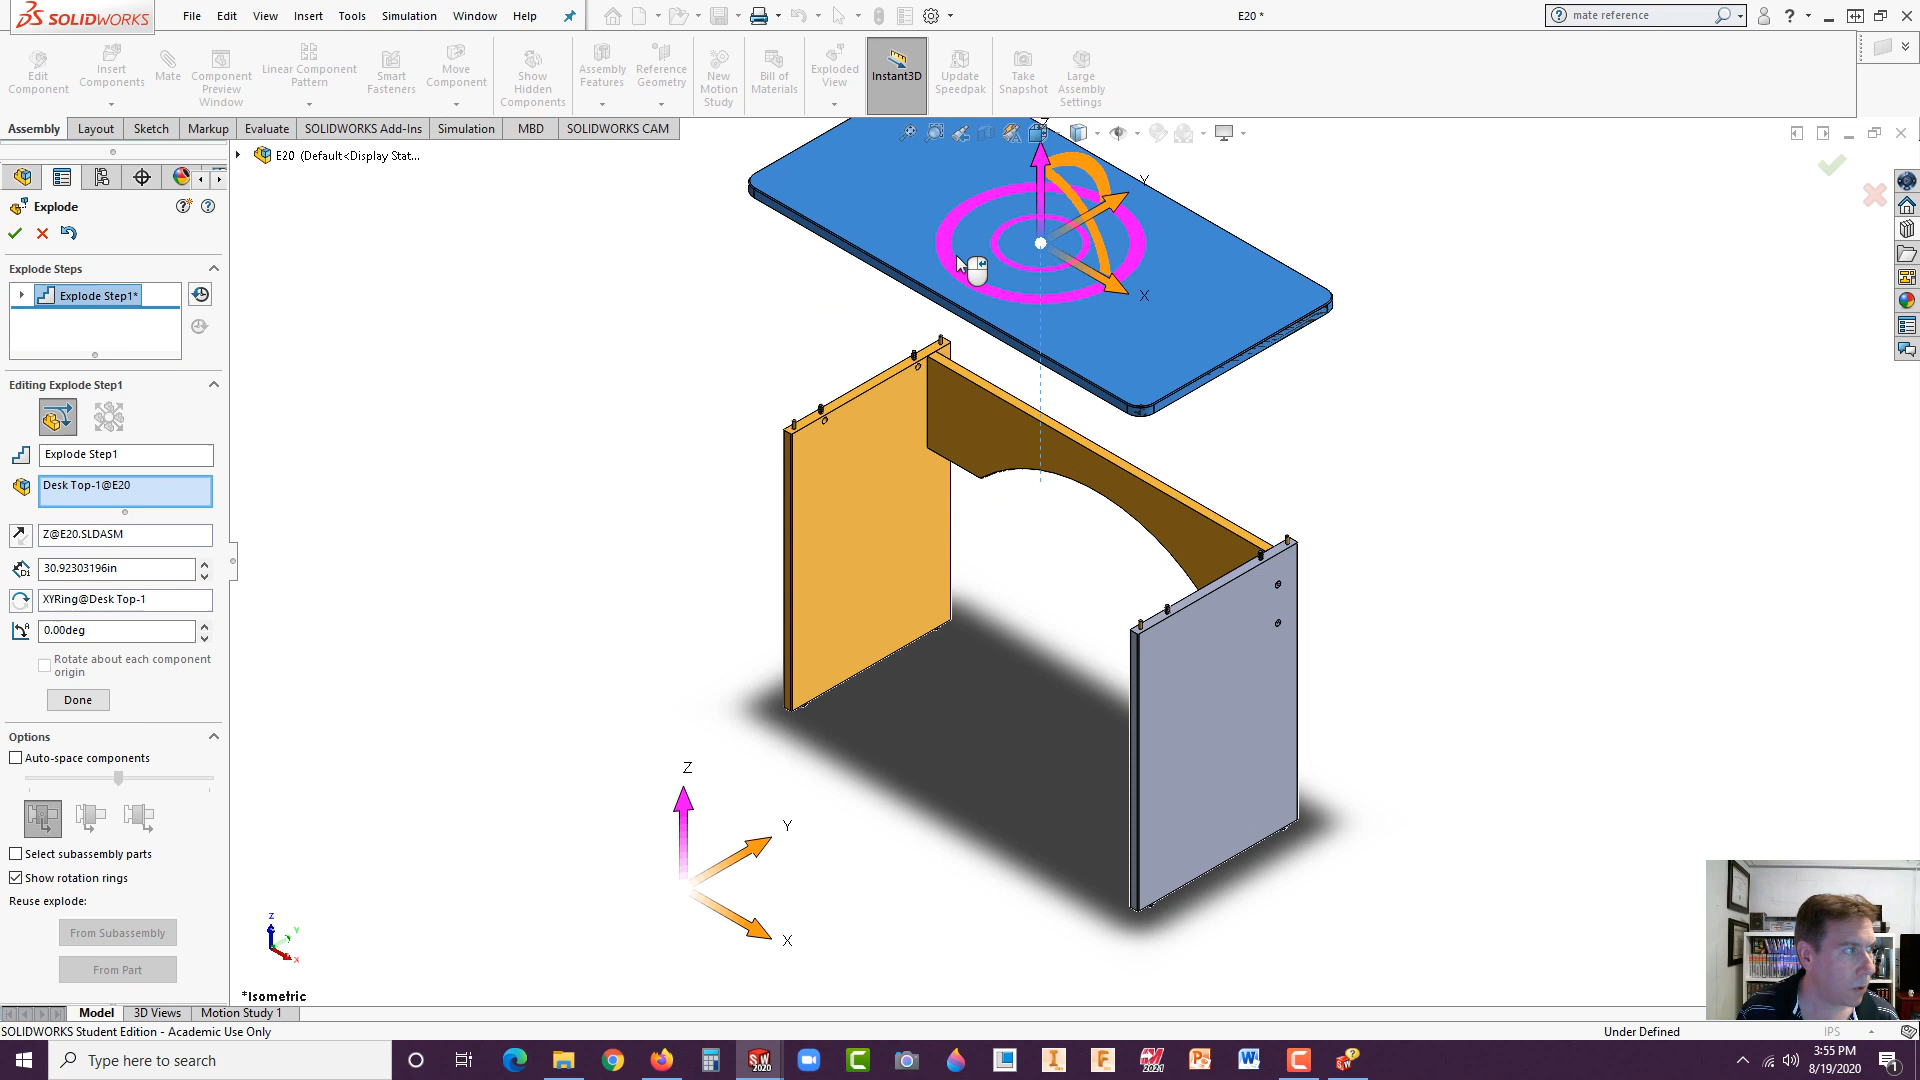 SOLIDWORKS
File Edit View Insert Tools Simulation Window Help
E20 *
mate reference
Edit Component
Insert Components
Mate
Component Preview Window
Linear Component Pattern
Smart Fasteners
Move Component
Show Hidden Components
Assembly Features
Reference Geometry
New Motion Study
Bill of Materials
Exploded View
Instant3D
Update Speedpak
Take Snapshot
Large Assembly Settings
Assembly Layout Sketch Markup Evaluate SOLIDWORKS Add-Ins Simulation MBD SOLIDWORKS CAM
E20 (Default<Display Stat...
Explode
Explode Steps
Explode Step1*
Editing Explode Step1
Explode Step1
Desk Top-1@E20
Z@E20.SLDASM
30.92303196in
XYRing@Desk Top-1
0.00deg
Rotate about each component
origin
Done
Options
Auto-space components
Select subassembly parts
Show rotation rings
Reuse explode:
From Subassembly
From Part
Z
Y
X
Z
Y
X
Z
Y
X
*Isometric
Model 3D Views Motion Study 1
SOLIDWORKS Student Edition - Academic Use Only
Under Defined
IPS
Type here to search
SW
2020
2021
3:55 PM
8/19/2020
1